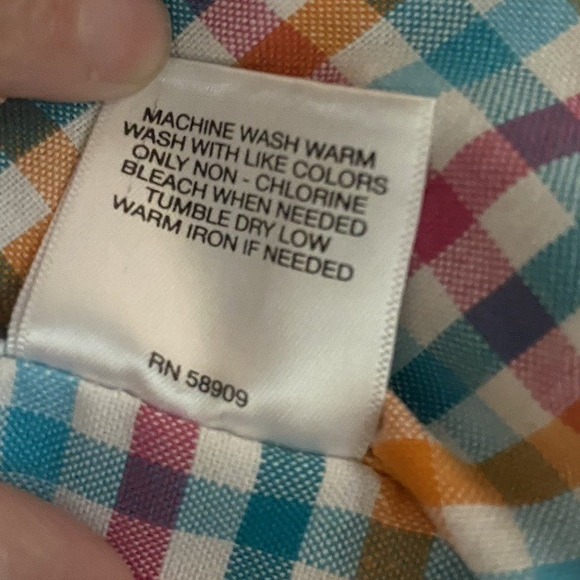 MACHINE WASH WARM
WASH WITH LIKE COLORS
ONLY NON - CHLORINE
BLEACH WHEN NEEDED
TUMBLE DRY LOW
WARM IRON IF NEEDED
RN 58909